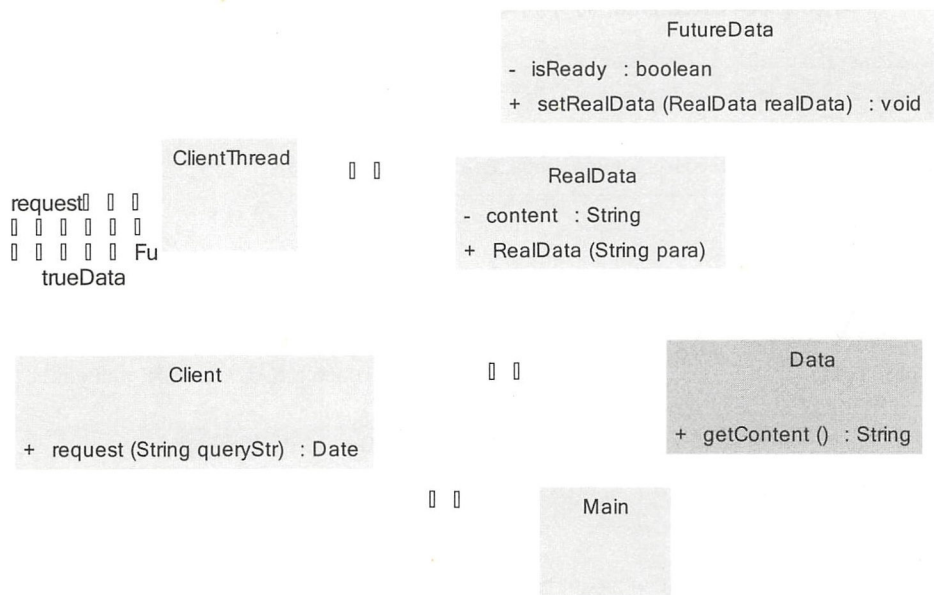 FutureData
- isReady : boolean
+ setRealData (RealData realData) : void
ClientThread
RealData
- content : String
+ RealData (String para)
request
Fu
trueData
Client
+ request (String queryStr) : Date
Data
+ getContent () : String
Main